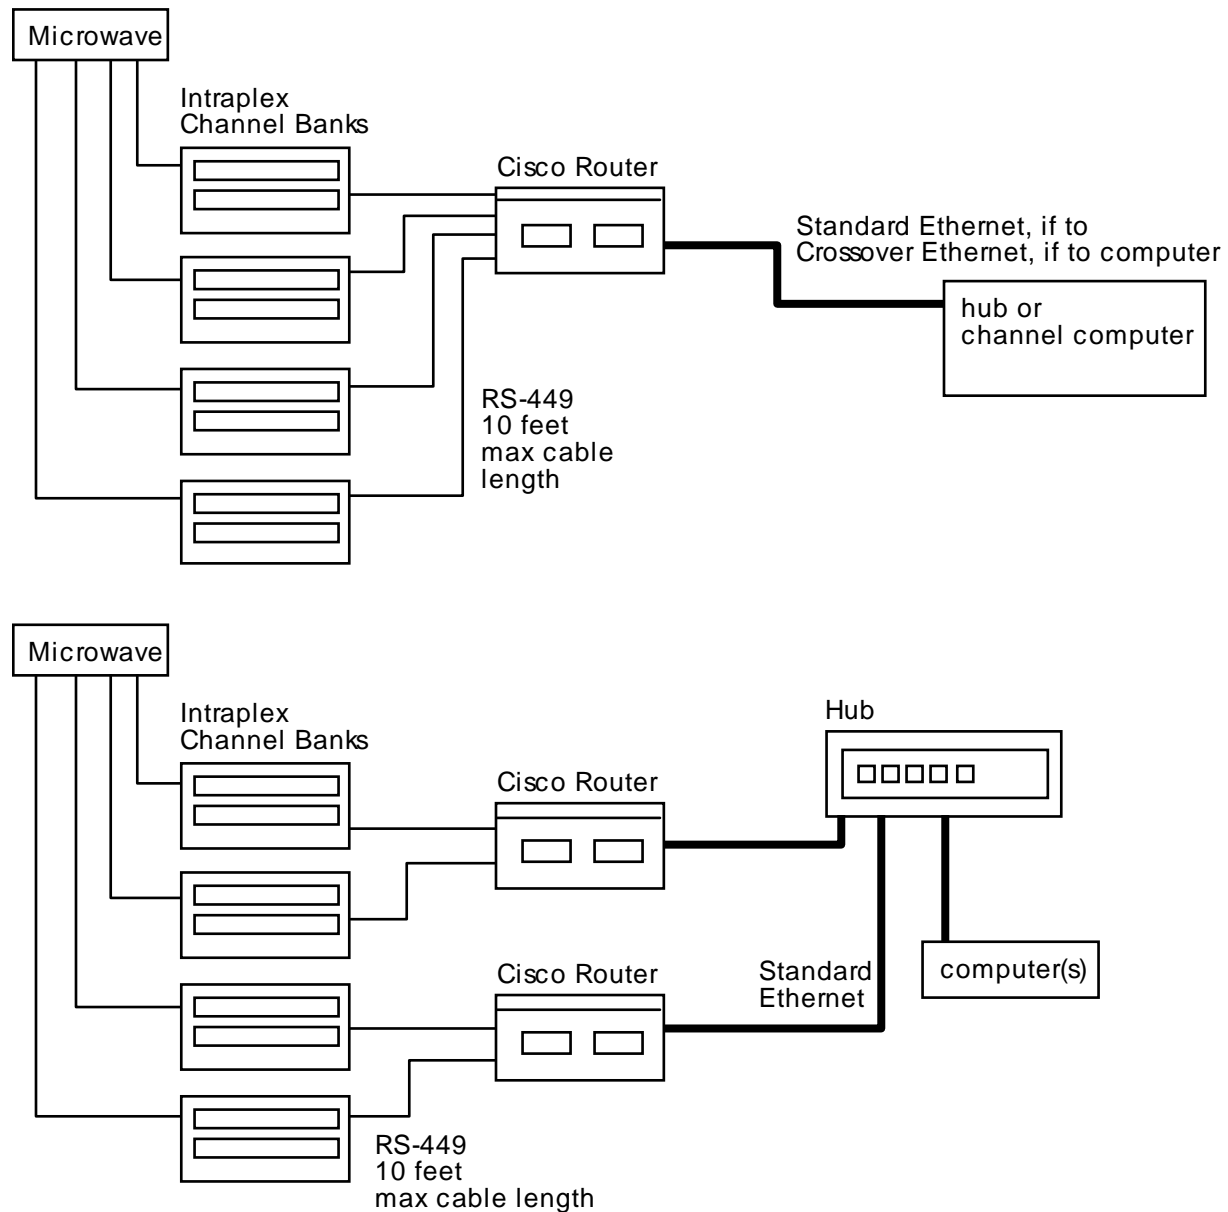 Microwave
Intraplex
Channel Banks
Cisco Router
Standard Ethernet, if to
Crossover Ethernet, if to computer
hub or
channel computer
RS-449
10 feet
max cable
length
Microwave
Intraplex
Channel Banks
Hub
Cisco Router
Cisco Router
Standard
Ethernet
computer(s)
RS-449
10 feet
max cable length